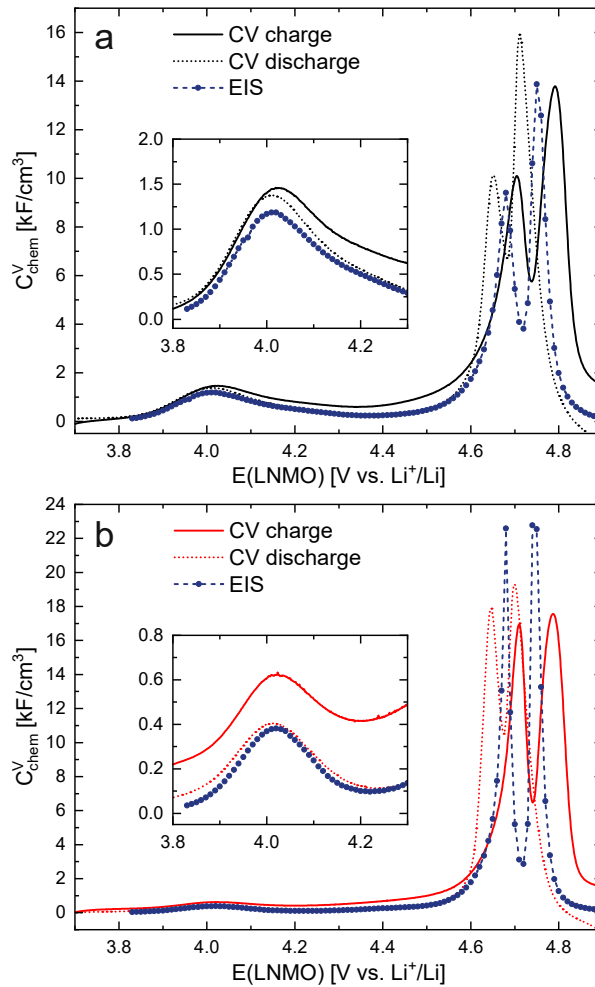 a
CV charge
CV discharge
EIS
C^V_chem [kF/cm³]
16
14
12
10
8
6
4
2
0
2.0
1.5
1.0
0.5
0.0
3.8 4.0 4.2
3.8 4.0 4.2 4.4 4.6 4.8
E(LNMO) [V vs. Li⁺/Li]
b
CV charge
CV discharge
EIS
C^V_chem [kF/cm³]
24
22
20
18
16
14
12
10
8
6
4
2
0
0.8
0.6
0.4
0.2
0.0
3.8 4.0 4.2
3.8 4.0 4.2 4.4 4.6 4.8
E(LNMO) [V vs. Li⁺/Li]